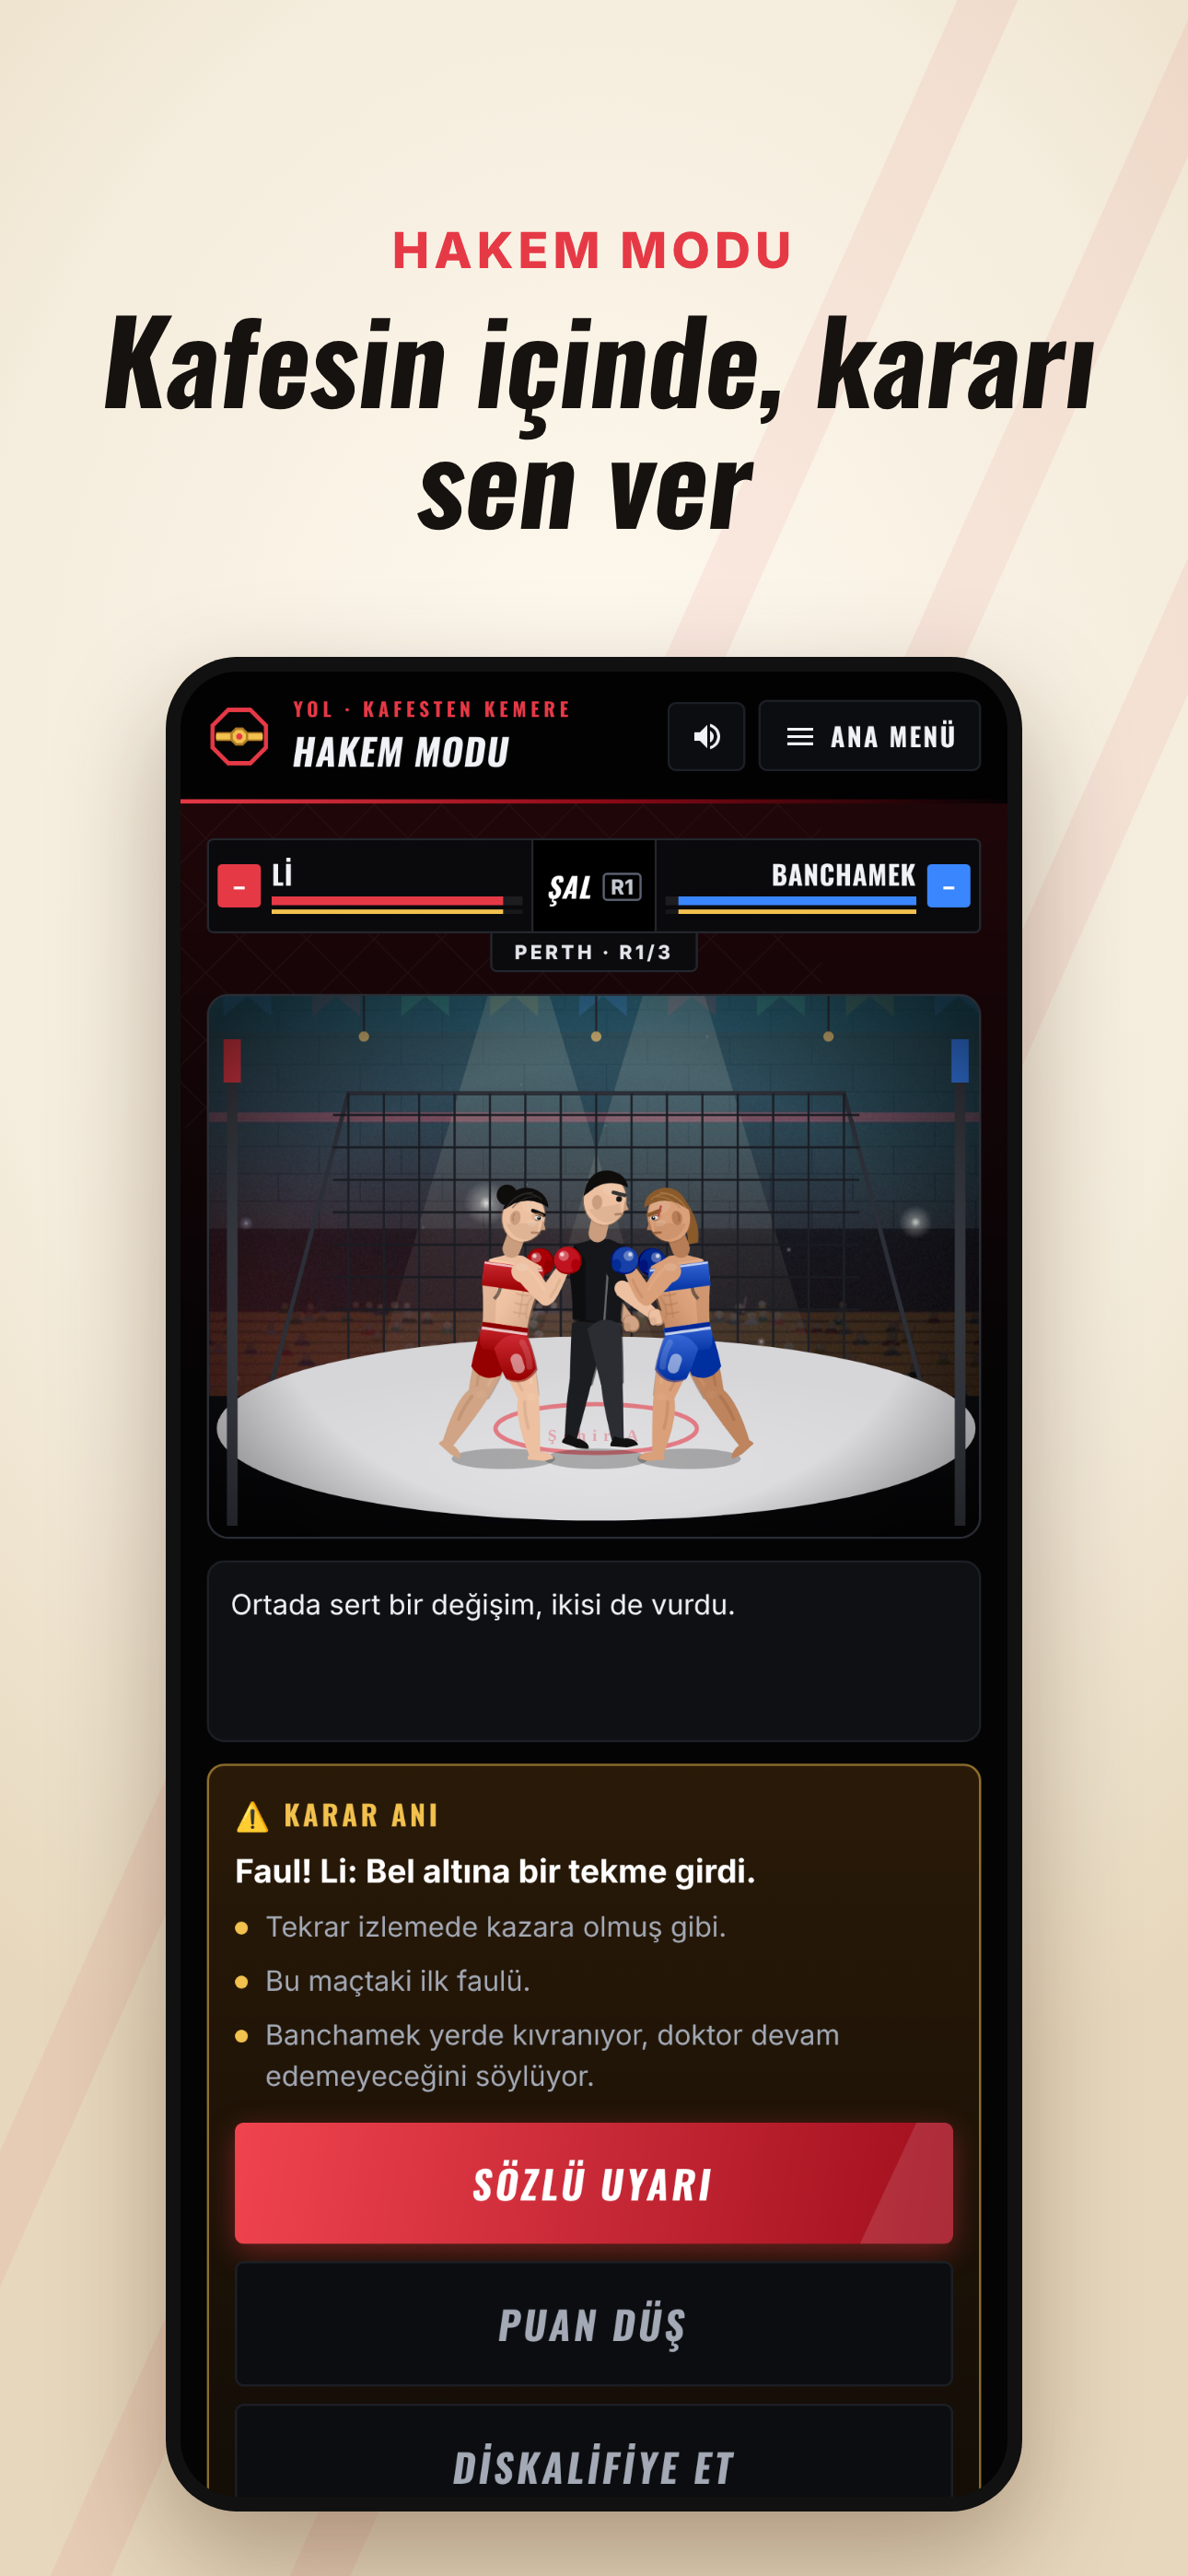 HAKEM MODU
Kafesin içinde, kararı
sen ver
YOL · KAFESTEN KEMERE
HAKEM MODU
ANA MENÜ
– Lİ
ŞAL R1
BANCHAMEK –
PERTH · R1/3
Ortada sert bir değişim, ikisi de vurdu.
⚠️ KARAR ANI
Faul! Li: Bel altına bir tekme girdi.
Tekrar izlemede kazara olmuş gibi.
Bu maçtaki ilk faulü.
Banchamek yerde kıvranıyor, doktor devam
edemeyeceğini söylüyor.
SÖZLÜ UYARI
PUAN DÜŞ
DİSKALİFİYE ET